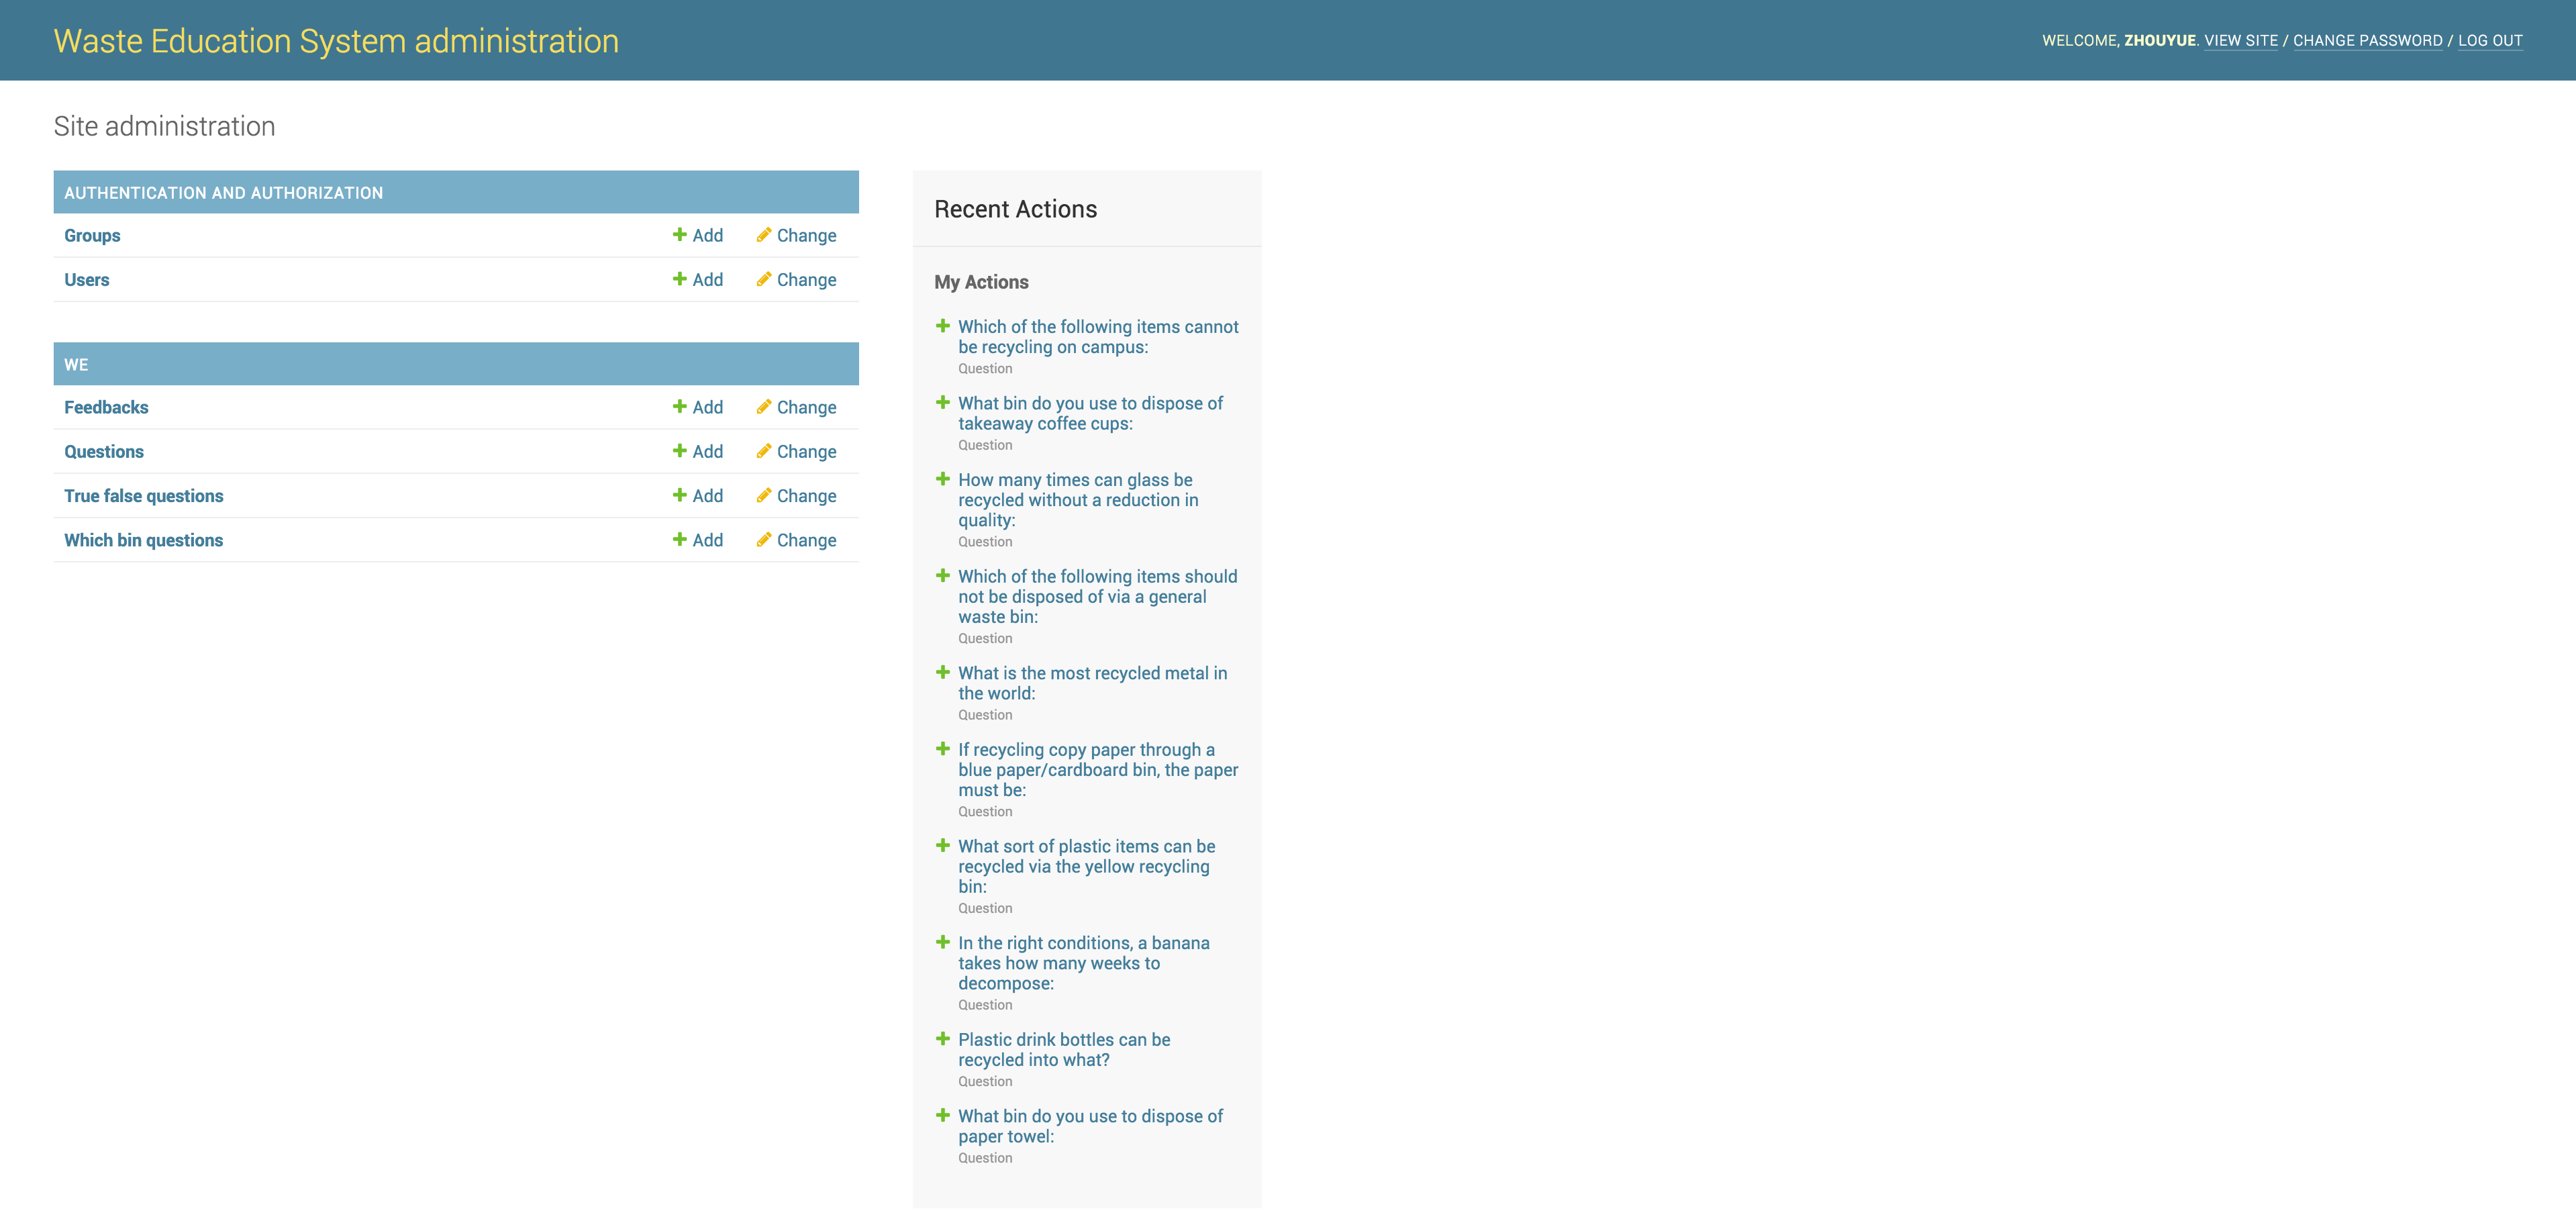 Waste Education System administration
WELCOME, ZHOUYUE. VIEW SITE / CHANGE PASSWORD / LOG OUT
Site administration
AUTHENTICATION AND AUTHORIZATION
Groups Add Change
Users Add Change
WE
Feedbacks Add Change
Questions Add Change
True false questions Add Change
Which bin questions Add Change
Recent Actions
My Actions
Which of the following items cannot
be recycling on campus:
Question
What bin do you use to dispose of
takeaway coffee cups:
Question
How many times can glass be
recycled without a reduction in
quality:
Question
Which of the following items should
not be disposed of via a general
waste bin:
Question
What is the most recycled metal in
the world:
Question
If recycling copy paper through a
blue paper/cardboard bin, the paper
must be:
Question
What sort of plastic items can be
recycled via the yellow recycling
bin:
Question
In the right conditions, a banana
takes how many weeks to
decompose:
Question
Plastic drink bottles can be
recycled into what?
Question
What bin do you use to dispose of
paper towel:
Question